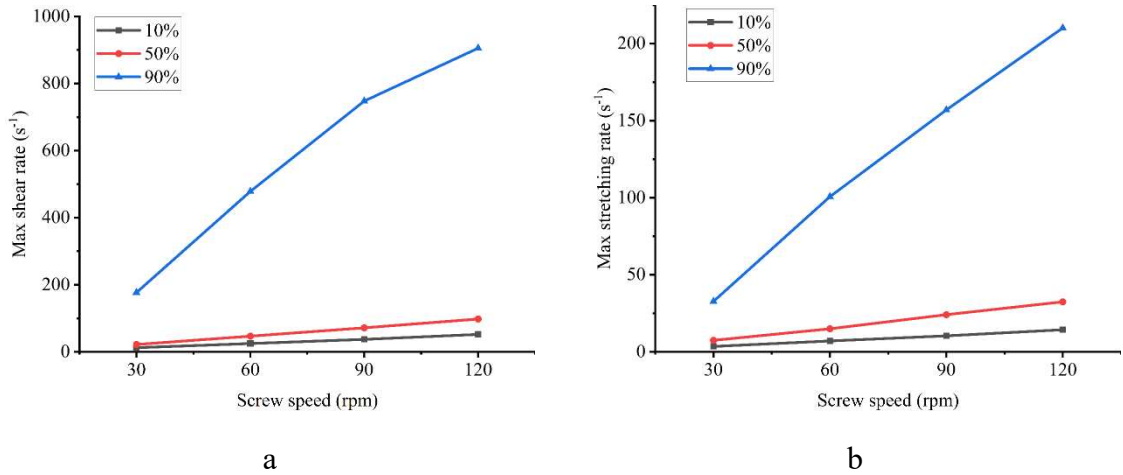 1000
800
600
400
200
0
Max shear rate (s⁻¹)
10%
50%
90%
30 60 90 120
Screw speed (rpm)
a
200
150
100
50
0
Max stretching rate (s⁻¹)
10%
50%
90%
30 60 90 120
Screw speed (rpm)
b